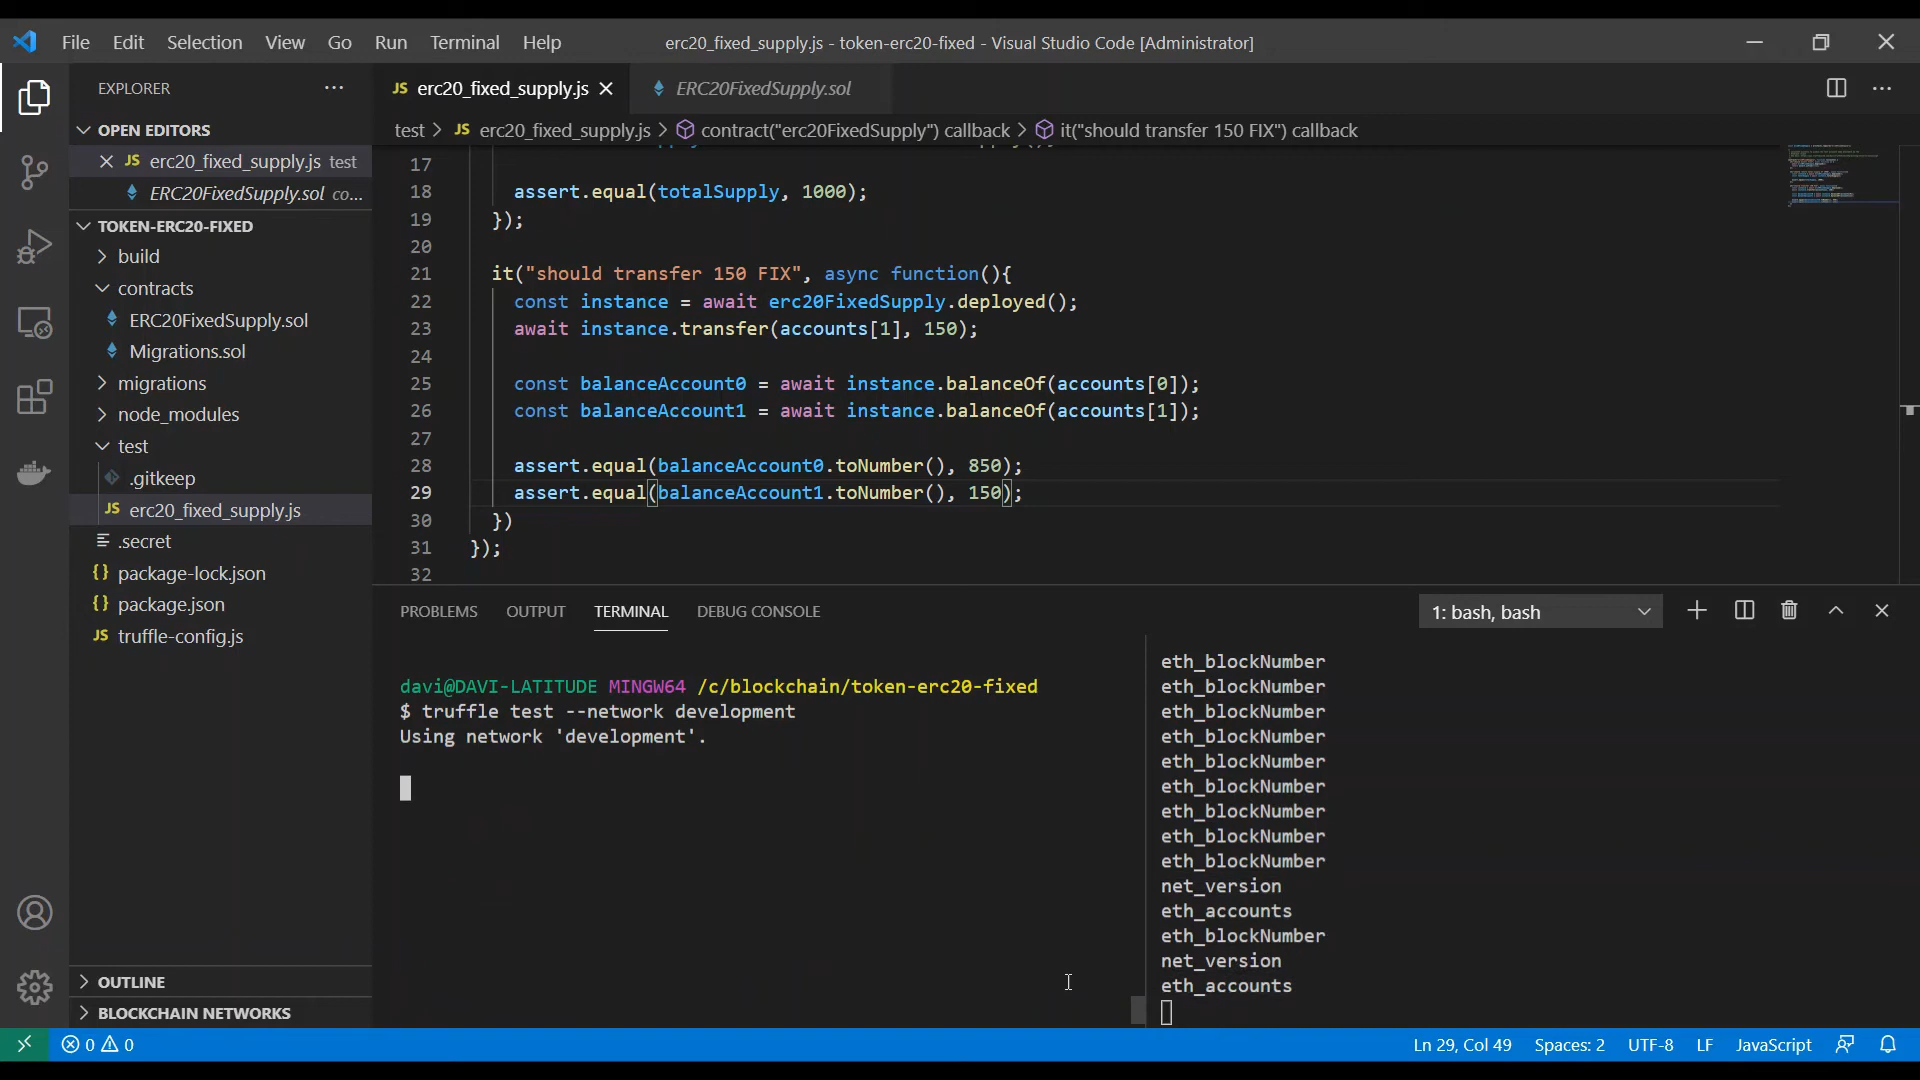 File Edit Selection View Go Run Terminal Help erc20_fixed_supply.js - token-erc20-fixed - Visual Studio Code [Administrator]
EXPLORER
OPEN EDITORS
JS erc20_fixed_supply.js test
ERC20FixedSupply.sol co...
TOKEN-ERC20-FIXED
build
contracts
ERC20FixedSupply.sol
Migrations.sol
migrations
node_modules
test
.gitkeep
JS erc20_fixed_supply.js
.secret
{} package-lock.json
{} package.json
JS truffle-config.js
OUTLINE
BLOCKCHAIN NETWORKS
JS erc20_fixed_supply.js ERC20FixedSupply.sol
test > JS erc20_fixed_supply.js > contract("erc20FixedSupply") callback > it("should transfer 150 FIX") callback
17
18 assert.equal(totalSupply, 1000);
19 });
20
21 it("should transfer 150 FIX", async function(){
22 const instance = await erc20FixedSupply.deployed();
23 await instance.transfer(accounts[1], 150);
24
25 const balanceAccount0 = await instance.balanceOf(accounts[0]);
26 const balanceAccount1 = await instance.balanceOf(accounts[1]);
27
28 assert.equal(balanceAccount0.toNumber(), 850);
29 assert.equal(balanceAccount1.toNumber(), 150);
30 })
31 });
32
PROBLEMS OUTPUT TERMINAL DEBUG CONSOLE 1: bash, bash
davi@DAVI-LATITUDE MINGW64 /c/blockchain/token-erc20-fixed
$ truffle test --network development
Using network 'development'.
eth_blockNumber
eth_blockNumber
eth_blockNumber
eth_blockNumber
eth_blockNumber
eth_blockNumber
eth_blockNumber
eth_blockNumber
eth_blockNumber
net_version
eth_accounts
eth_blockNumber
net_version
eth_accounts
0 0 Ln 29, Col 49 Spaces: 2 UTF-8 LF JavaScript